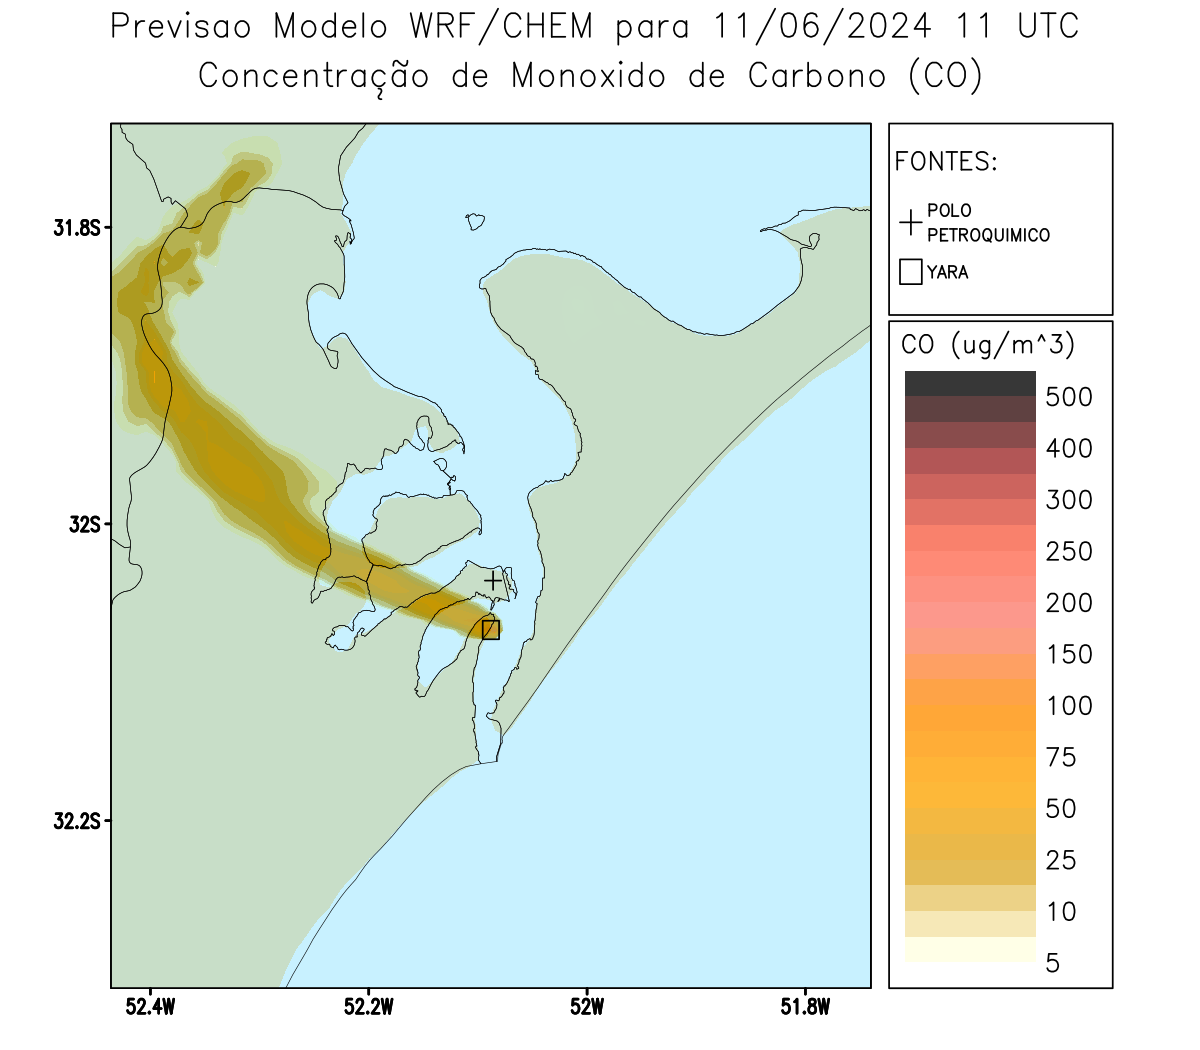 Previsao Modelo WRF/CHEM para 11/06/2024 11 UTC
Concentração de Monoxido de Carbono (CO)
FONTES:
POLO
PETROQUIMICO
YARA
CO (ug/m^3)
500
400
300
250
200
150
100
75
50
25
10
5
31.8S
32S
32.2S
52.4W
52.2W
52W
51.8W